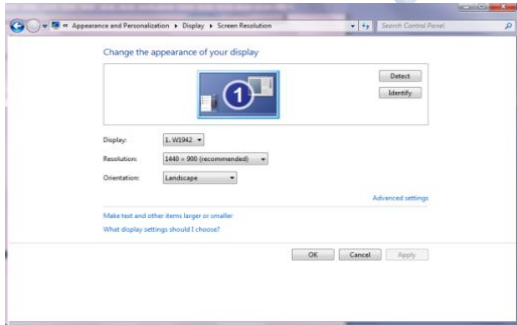 « Appearance and Personalization ▸ Display ▸ Screen Resolution
Search Control Panel
Change the appearance of your display
1
Detect
Identify
Display: 1. W1942
Resolution: 1440 × 900 (recommended)
Orientation: Landscape
Advanced settings
Make text and other items larger or smaller
What display settings should I choose?
OK Cancel Apply